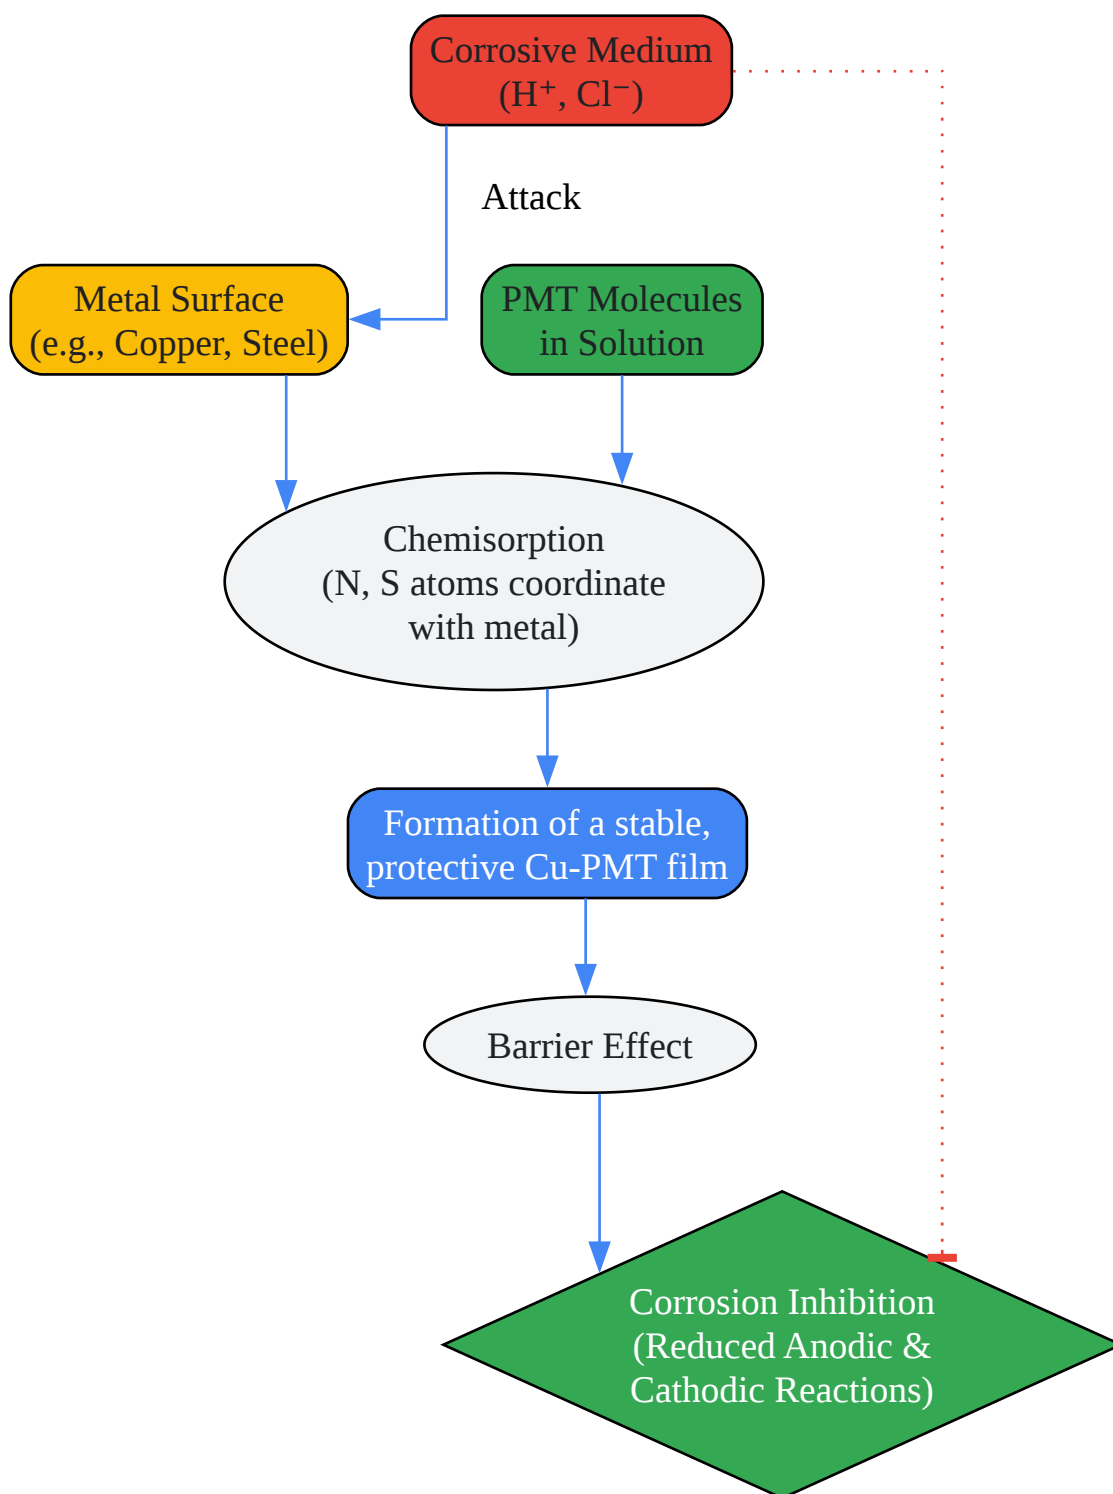 Corrosive Medium
(H⁺, Cl⁻)
Attack
Metal Surface
(e.g., Copper, Steel)
PMT Molecules
in Solution
Chemisorption
(N, S atoms coordinate
with metal)
Formation of a stable,
protective Cu-PMT film
Barrier Effect
Corrosion Inhibition
(Reduced Anodic &
Cathodic Reactions)